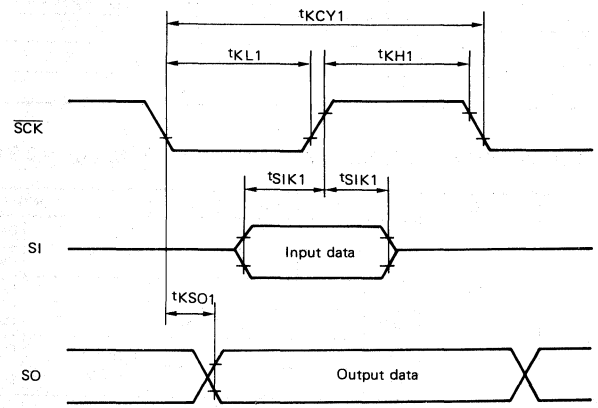 tKCY1
tKL1
tKH1
SCK
tSIK1
tSIK1
SI
Input data
tKSO1
SO
Output data